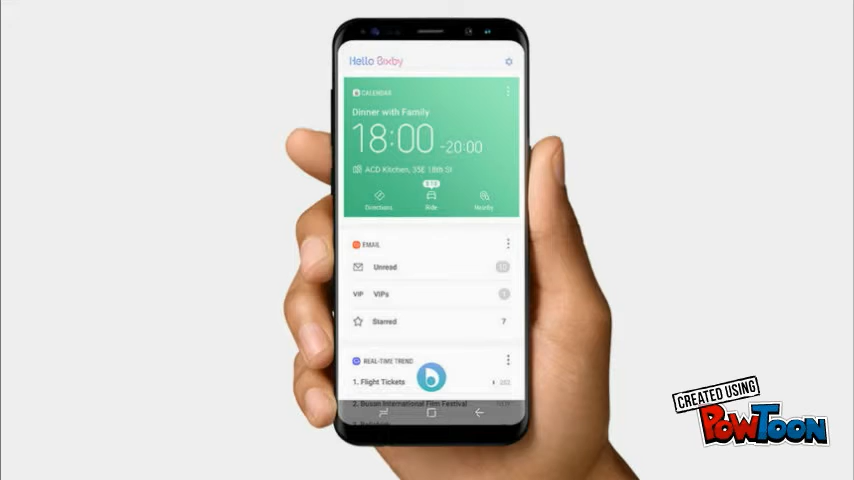 Hello Bixby
CALENDAR
Dinner with Family
18:00 -20:00
ACD Kitchen, 35E 18th St
Directions
Ride
Nearby
EMAIL
Unread 10
VIP VIPs 1
Starred 7
REAL-TIME TREND
1. Flight Tickets
2. Busan International Film Festival
CREATED USING
POWTOON